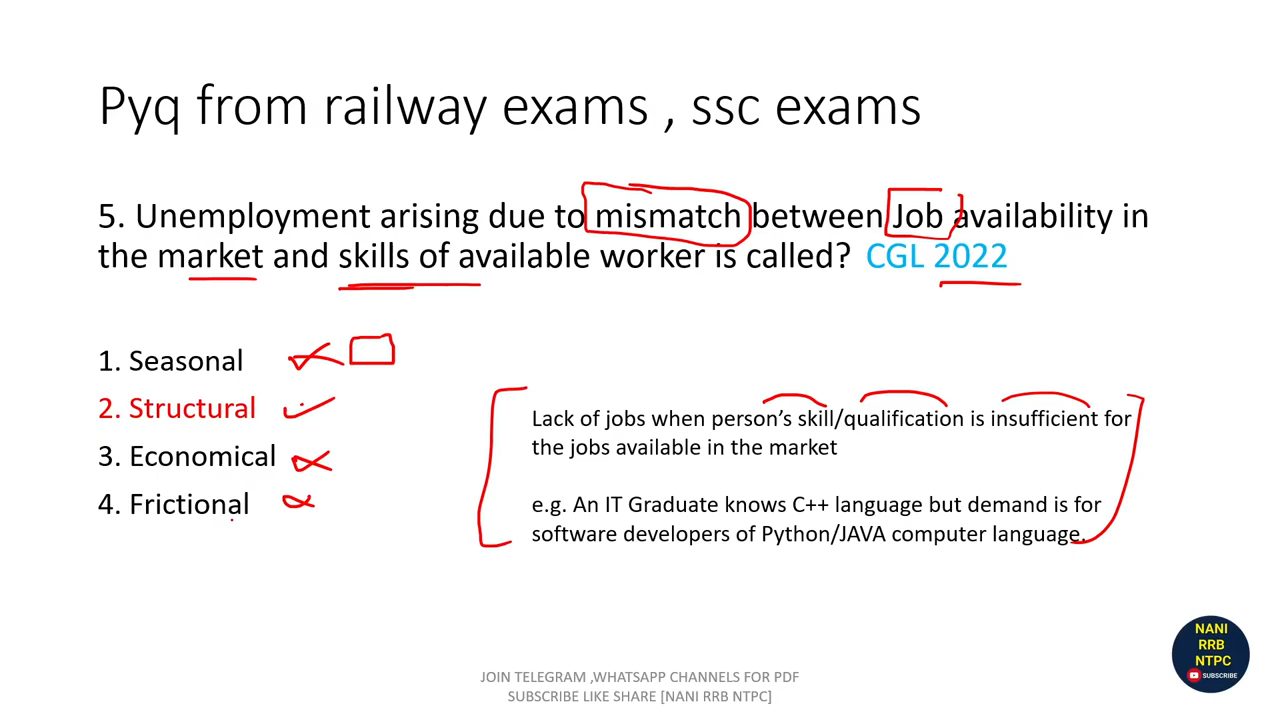 Pyq from railway exams , ssc exams
5. Unemployment arising due to mismatch between Job availability in
the market and skills of available worker is called? CGL 2022
1. Seasonal
2. Structural
3. Economical
4. Frictional
Lack of jobs when person's skill/qualification is insufficient for
the jobs available in the market
e.g. An IT Graduate knows C++ language but demand is for
software developers of Python/JAVA computer language.
NANI
RRB
NTPC
SUBSCRIBE
JOIN TELEGRAM ,WHATSAPP CHANNELS FOR PDF
SUBSCRIBE LIKE SHARE [NANI RRB NTPC]